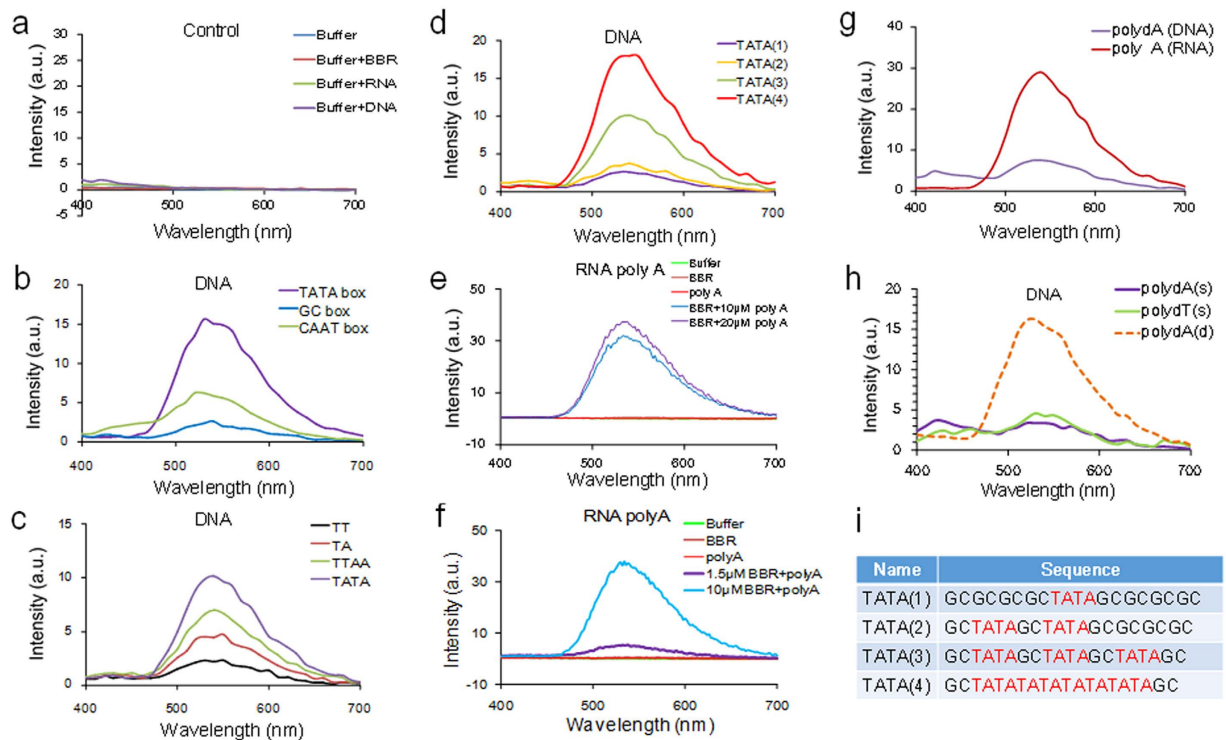 a
Control
Intensity (a.u.)
30
25
20
15
10
5
0
-5
400 500 600 700
Wavelength (nm)
Buffer
Buffer+BBR
Buffer+RNA
Buffer+DNA
b
DNA
Intensity (a.u.)
20
15
10
5
0
400 500 600 700
Wavelength (nm)
TATA box
GC box
CAAT box
c
DNA
Intensity (a.u.)
15
10
5
0
400 500 600 700
Wavelength (nm)
TT
TA
TTAA
TATA
d
DNA
Intensity (a.u.)
20
15
10
5
0
400 500 600 700
Wavelength (nm)
TATA(1)
TATA(2)
TATA(3)
TATA(4)
e
RNA poly A
Intensity (a.u.)
50
30
10
-10
400 500 600 700
Wavelength (nm)
Buffer
BBR
poly A
BBR+10µM poly A
BBR+20µM poly A
f
RNA polyA
Intensity (a.u.)
50
30
10
-10
400 500 600 700
Wavelength (nm)
Buffer
BBR
polyA
1.5µM BBR+polyA
10µMBBR+polyA
g
Intensity (a.u.)
40
30
20
10
0
400 500 600 700
Wavelength (nm)
polydA (DNA)
poly A (RNA)
h
DNA
Intensity (a.u.)
20
15
10
5
0
400 500 600 700
Wavelength (nm)
polydA(s)
polydT(s)
polydA(d)
i
Name Sequence
TATA(1) GCGCGCGCTATAGCGCGCGC
TATA(2) GCTATAGCTATAGCGCGCGC
TATA(3) GCTATAGCTATAGCTATAGC
TATA(4) GCTATATATATATATAGC